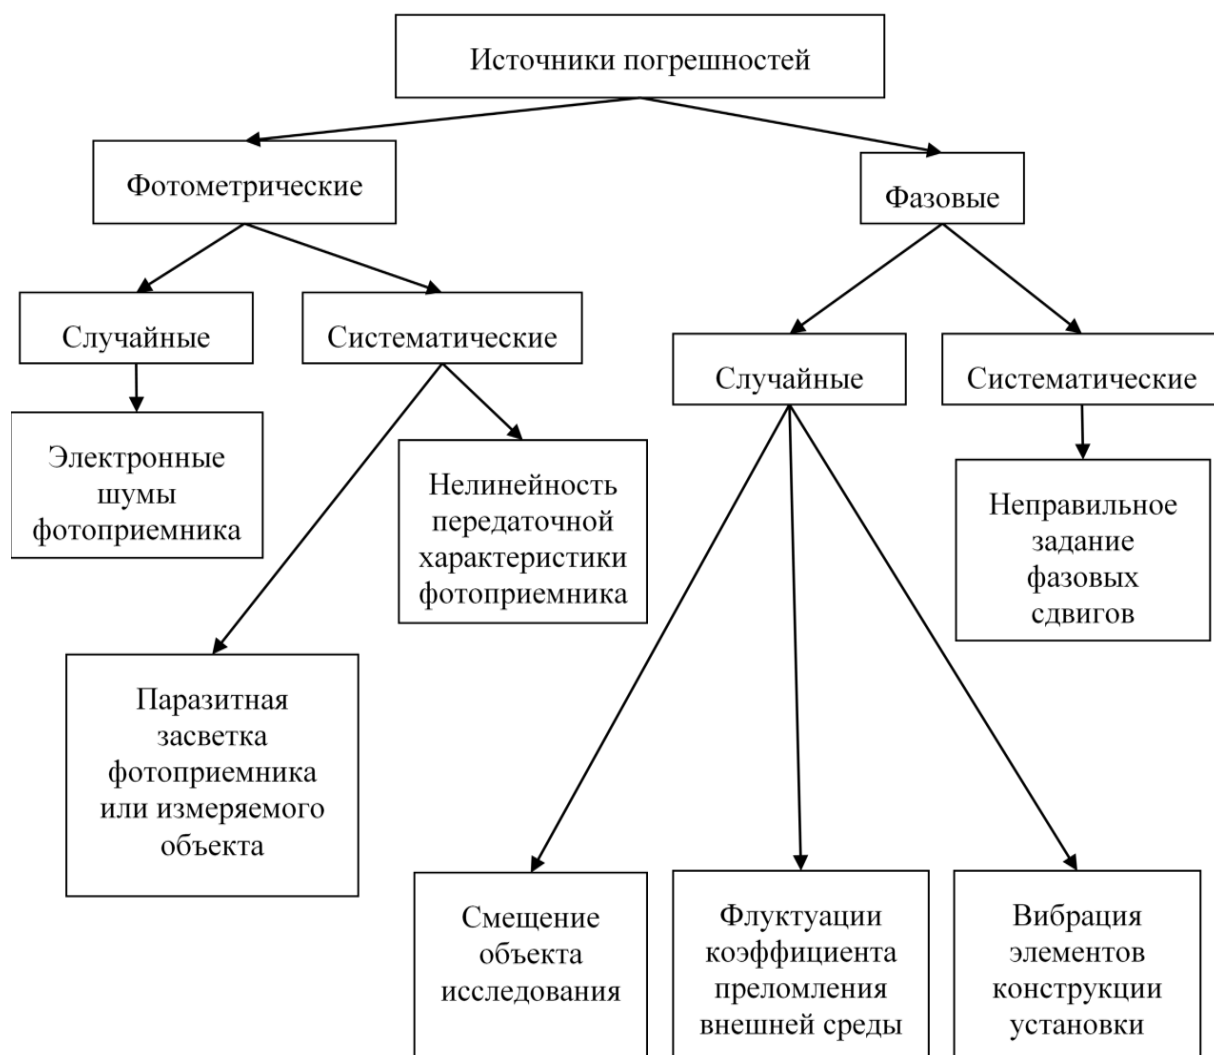 Источники погрешностей
Фотометрические
Фазовые
Случайные
Систематические
Случайные
Систематические
Электронные
шумы
фотоприемника
Нелинейность
передаточной
характеристики
фотоприемника
Неправильное
задание
фазовых
сдвигов
Паразитная
засветка
фотоприемника
или измеряемого
объекта
Смещение
объекта
исследования
Флуктуации
коэффициента
преломления
внешней среды
Вибрация
элементов
конструкции
установки